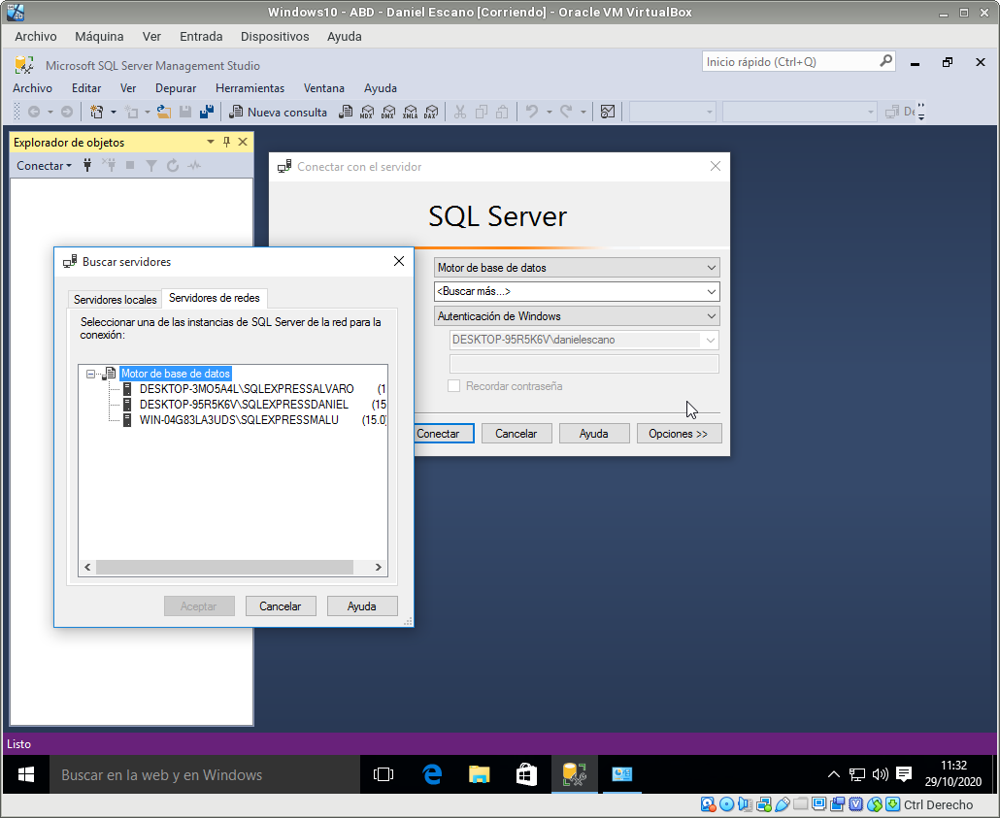 Windows10 - ABD - Daniel Escano [Corriendo] - Oracle VM VirtualBox
Archivo Máquina Ver Entrada Dispositivos Ayuda
Microsoft SQL Server Management Studio
Inicio rápido (Ctrl+Q)
Archivo Editar Ver Depurar Herramientas Ventana Ayuda
Nueva consulta
MDX DMX XMLA DAX
De
Explorador de objetos
Conectar
Conectar con el servidor
SQL Server
Motor de base de datos
<Buscar más...>
Autenticación de Windows
DESKTOP-95R5K6V\danielescano
Recordar contraseña
Conectar Cancelar Ayuda Opciones >>
Buscar servidores
Servidores locales Servidores de redes
Seleccionar una de las instancias de SQL Server de la red para la
conexión:
Motor de base de datos
DESKTOP-3MO5A4L\SQLEXPRESSALVARO (1
DESKTOP-95R5K6V\SQLEXPRESSDANIEL (15
WIN-04G83LA3UDS\SQLEXPRESSMALU (15.0)
Aceptar Cancelar Ayuda
Listo
Buscar en la web y en Windows
11:32
29/10/2020
Ctrl Derecho